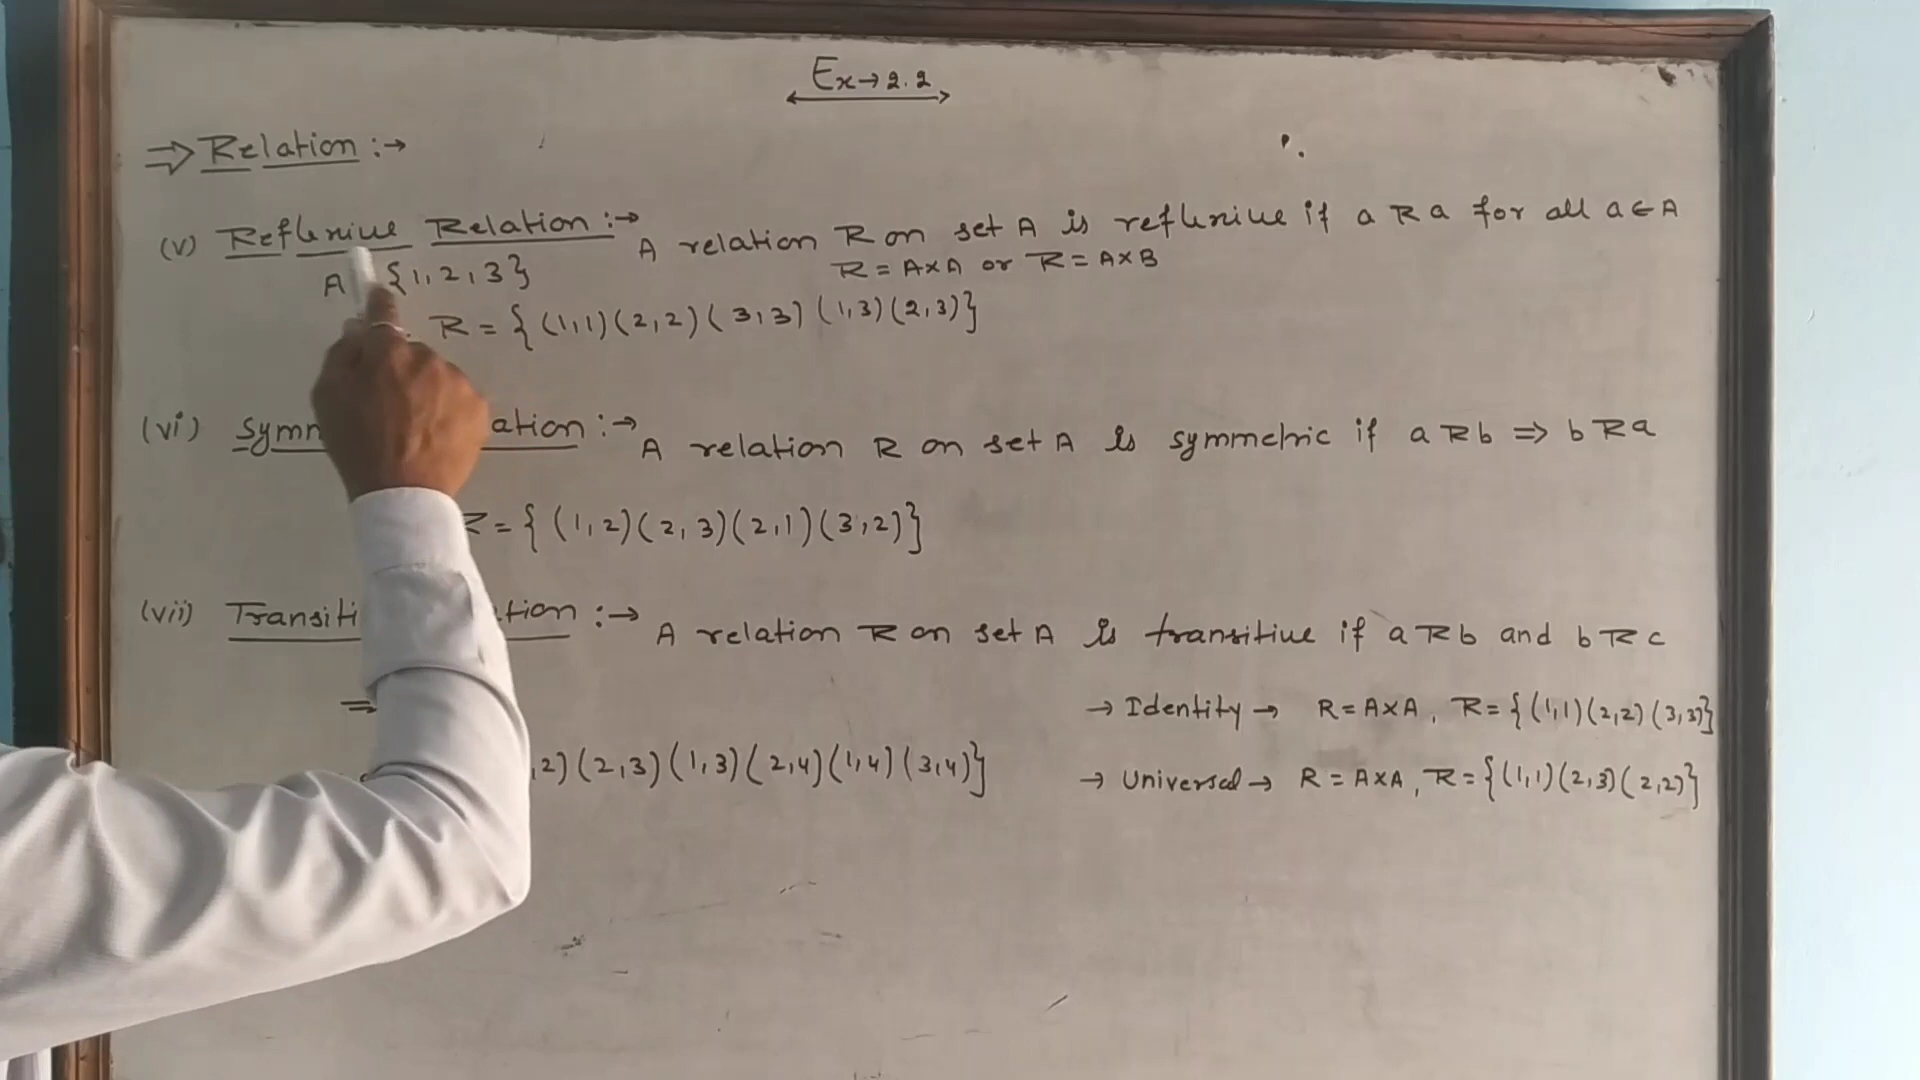 Ex→2.2
⇒ Relation :→
(v) Reflexive Relation :→ A relation R on set A is reflexive if a R a for all a ∈ A
R = A×A or R = A×B
A {1, 2, 3}
R = { (1,1) (2,2) (3,3) (1,3) (2,3)}
(vi) Symm ation :→ A relation R on set A is symmetric if a R b ⇒ b R a
R = { (1,2) (2,3) (2,1) (3,2)}
(vii) Transiti tion :→ A relation R on set A is transitive if a R b and b R c
=
→ Identity → R = A×A, R = { (1,1) (2,2) (3,3)}
,2) (2,3) (1,3) (2,4) (1,4) (3,4)}
→ Universal → R = A×A, R = {(1,1) (2,3) (2,2)}